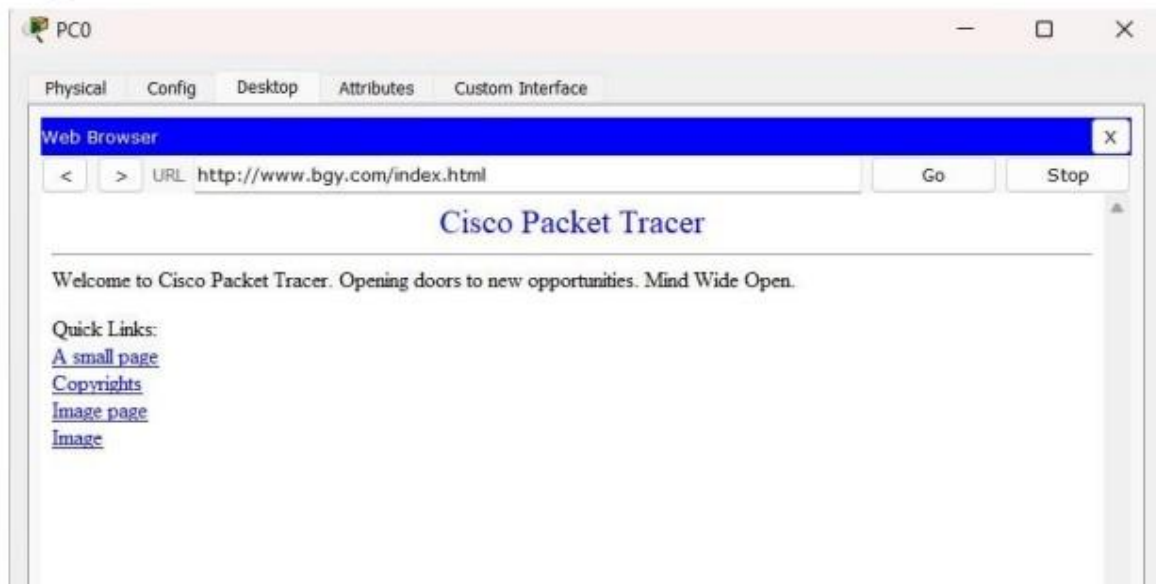 PC0
Physical Config Desktop Attributes Custom Interface
Web Browser X
< > URL http://www.bgy.com/index.html Go Stop
Cisco Packet Tracer
Welcome to Cisco Packet Tracer. Opening doors to new opportunities. Mind Wide Open.
Quick Links:
A small page
Copyrights
Image page
Image